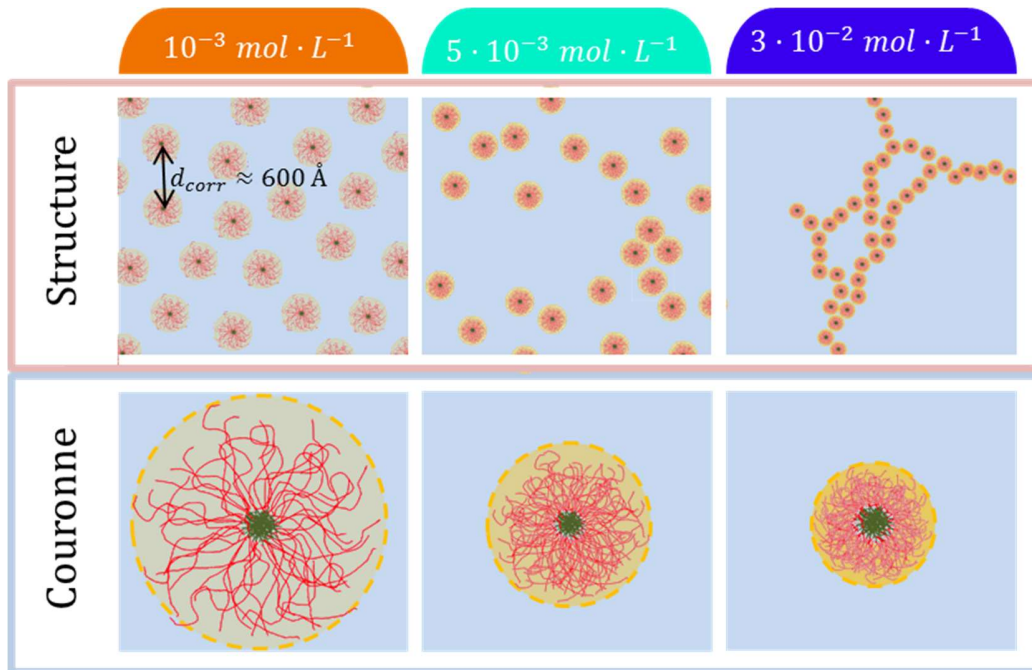 10⁻³ mol · L⁻¹
5 · 10⁻³ mol · L⁻¹
3 · 10⁻² mol · L⁻¹
Structure
d_corr ≈ 600 Å
Couronne